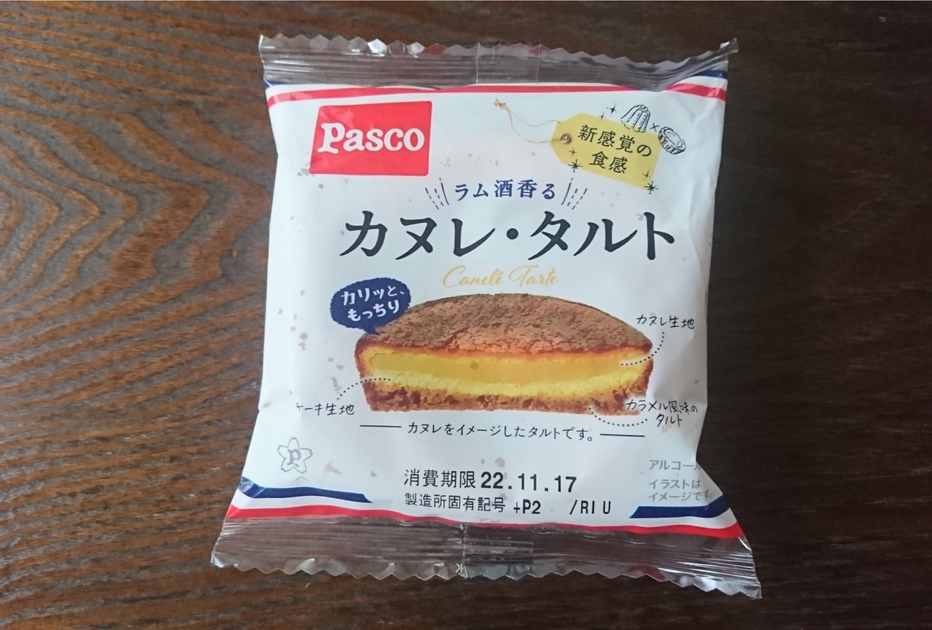 Pasco
新感覚の
食感
ラム酒香る
カヌレ・タルト
Canelé Tarte
カリッと、
もっちり
カヌレ生地
ケーキ生地
カラメル風味の
タルト
カヌレをイメージしたタルトです。
P
アルコー
イラストは
イメージです
消費期限 22.11.17
製造所固有記号 +P2 /RIU